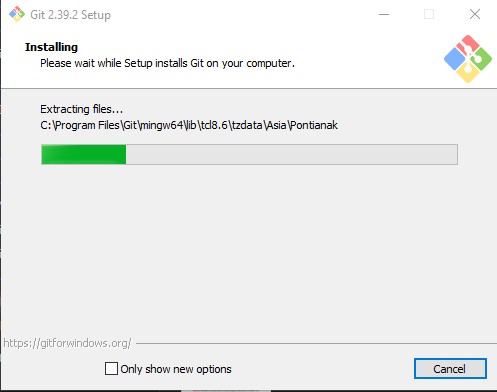 Git 2.39.2 Setup
Installing
Please wait while Setup installs Git on your computer.
Extracting files...
C:\Program Files\Git\mingw64\lib\tcl8.6\tzdata\Asia\Pontianak
https://gitforwindows.org/
Only show new options
Cancel